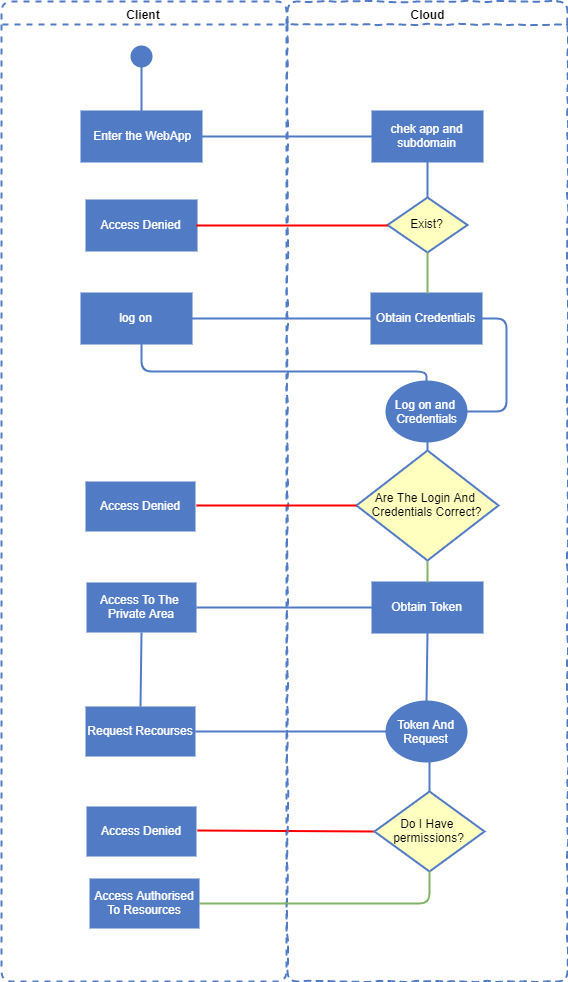 Client
Cloud
Enter the WebApp
chek app and
subdomain
Access Denied
Exist?
log on
Obtain Credentials
Log on and
Credentials
Access Denied
Are The Login And
Credentials Correct?
Access To The
Private Area
Obtain Token
Request Recourses
Token And
Request
Access Denied
Do I Have
permissions?
Access Authorised
To Resources